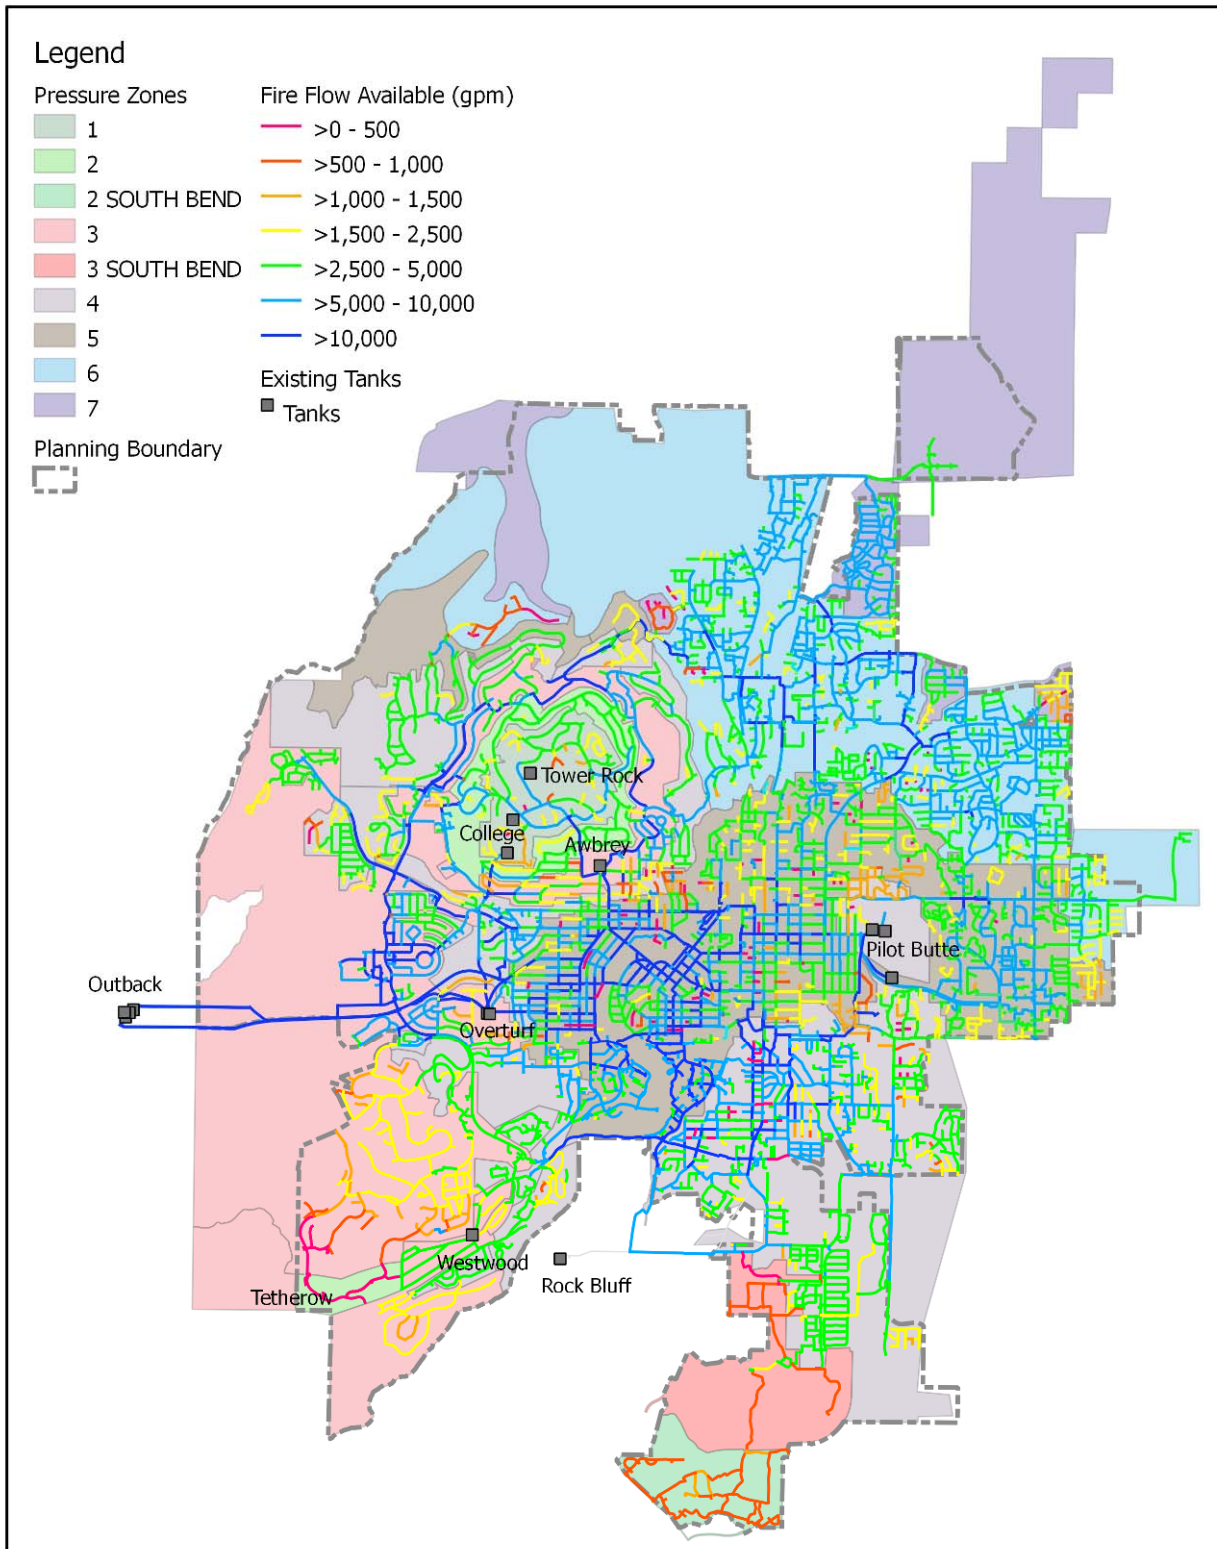 Legend
Pressure Zones
1
2
2 SOUTH BEND
3
3 SOUTH BEND
4
5
6
7
Planning Boundary
Fire Flow Available (gpm)
>0 - 500
>500 - 1,000
>1,000 - 1,500
>1,500 - 2,500
>2,500 - 5,000
>5,000 - 10,000
>10,000
Existing Tanks
Tanks
Tower Rock
College
Awbrey
Pilot Butte
Outback
Overturf
Westwood
Rock Bluff
Tetherow